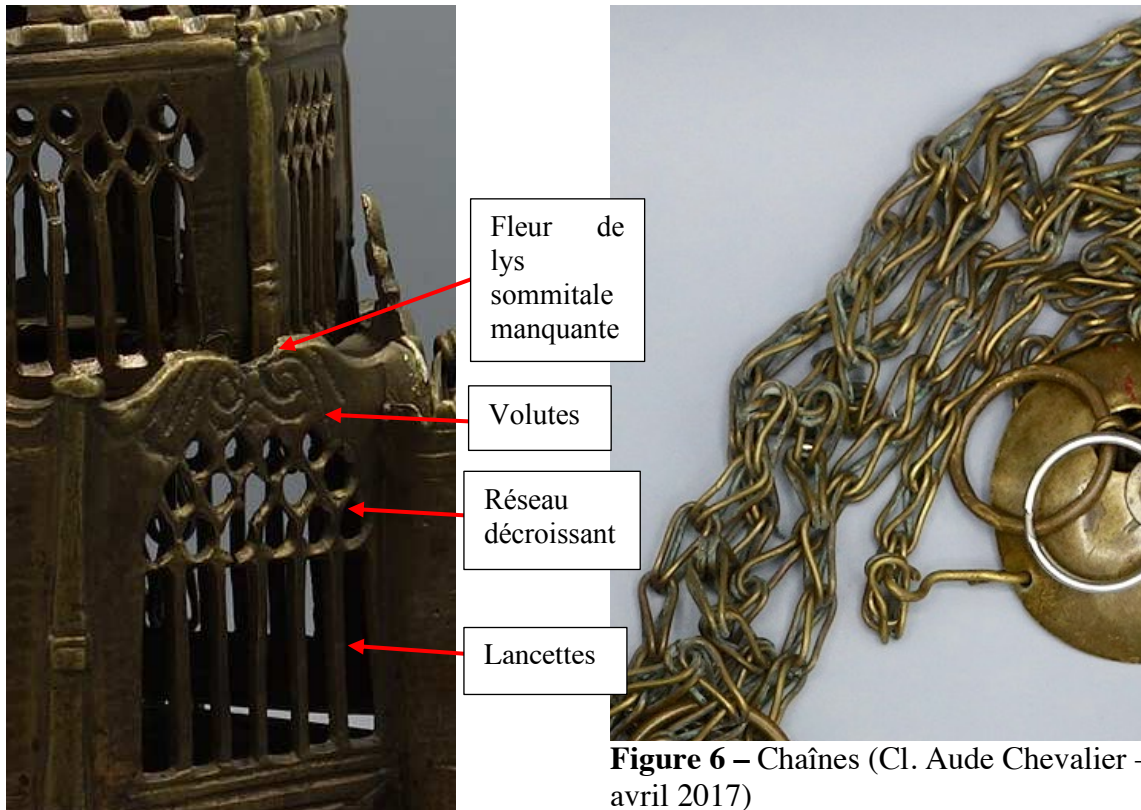 Fleur de
lys
sommitale
manquante
Volutes
Réseau
décroissant
Lancettes
Figure 6 – Chaînes (Cl. Aude Chevalier –
avril 2017)